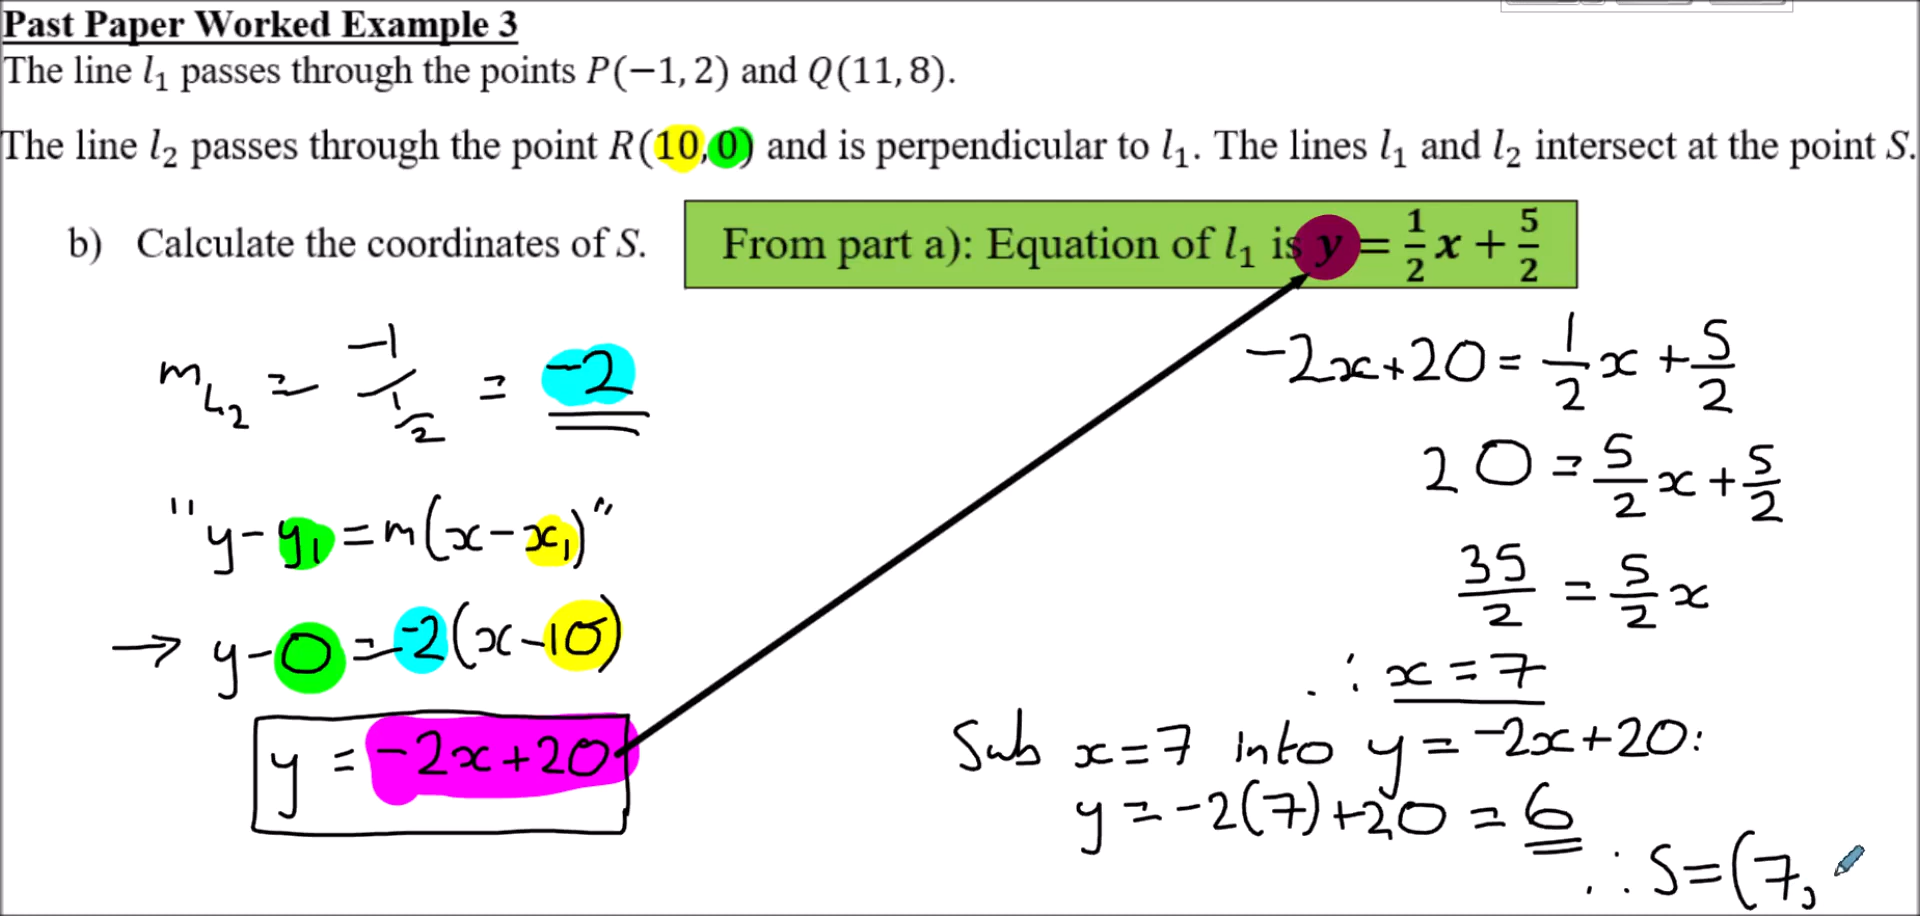 Past Paper Worked Example 3
The line l₁ passes through the points P(−1, 2) and Q(11, 8).
The line l₂ passes through the point R(10,0) and is perpendicular to l₁. The lines l₁ and l₂ intersect at the point S.
b) Calculate the coordinates of S.
From part a): Equation of l₁ is y = 1/2 x + 5/2
m_L₂ = -1/(1/2) = -2
"y-y₁=m(x-x₁)"
→ y-0=-2(x-10)
y = -2x+20
-2x+20 = 1/2 x + 5/2
20 = 5/2 x + 5/2
35/2 = 5/2 x
∴ x = 7
Sub x=7 into y = -2x+20:
y = -2(7)+20 = 6
∴ S=(7,